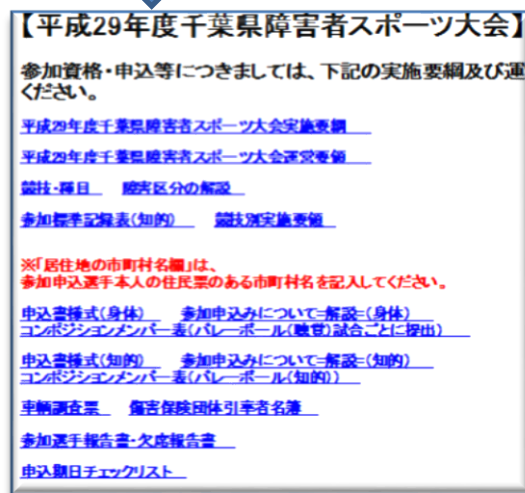 【平成29年度千葉県障害者スポーツ大会】
参加資格・申込等につきましては、下記の実施要綱及び運
ください。
平成29年度千葉県障害者スポーツ大会実施要綱
平成29年度千葉県障害者スポーツ大会運営要領
競技・種目　障害区分の解説
参加標準記録表(知的)　競技別実施要領
※「居住地の市町村名欄」は、
参加申込選手本人の住民票のある市町村名を記入してください。
申込書様式(身体)　参加申込みについて=解説=(身体)
コンポジションメンバー表(バレーボール(聴覚)試合ごとに提出)
申込書様式(知的)　参加申込みについて=解説=(知的)
コンポジションメンバー表(バレーボール(知的))
車輌調査票　傷害保険団体引率者名簿
参加選手報告書・欠席報告書
申込期日チェックリスト